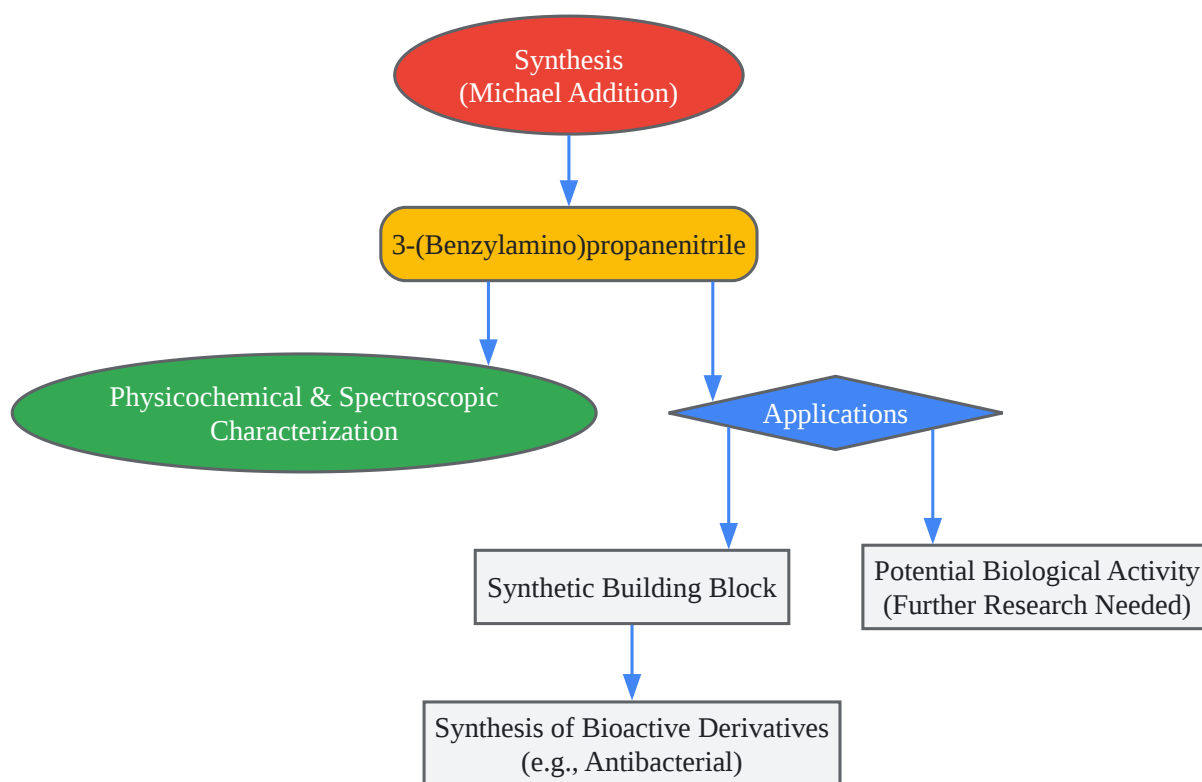 Synthesis
(Michael Addition)
3-(Benzylamino)propanenitrile
Physicochemical & Spectroscopic
Characterization
Applications
Synthetic Building Block
Potential Biological Activity
(Further Research Needed)
Synthesis of Bioactive Derivatives
(e.g., Antibacterial)